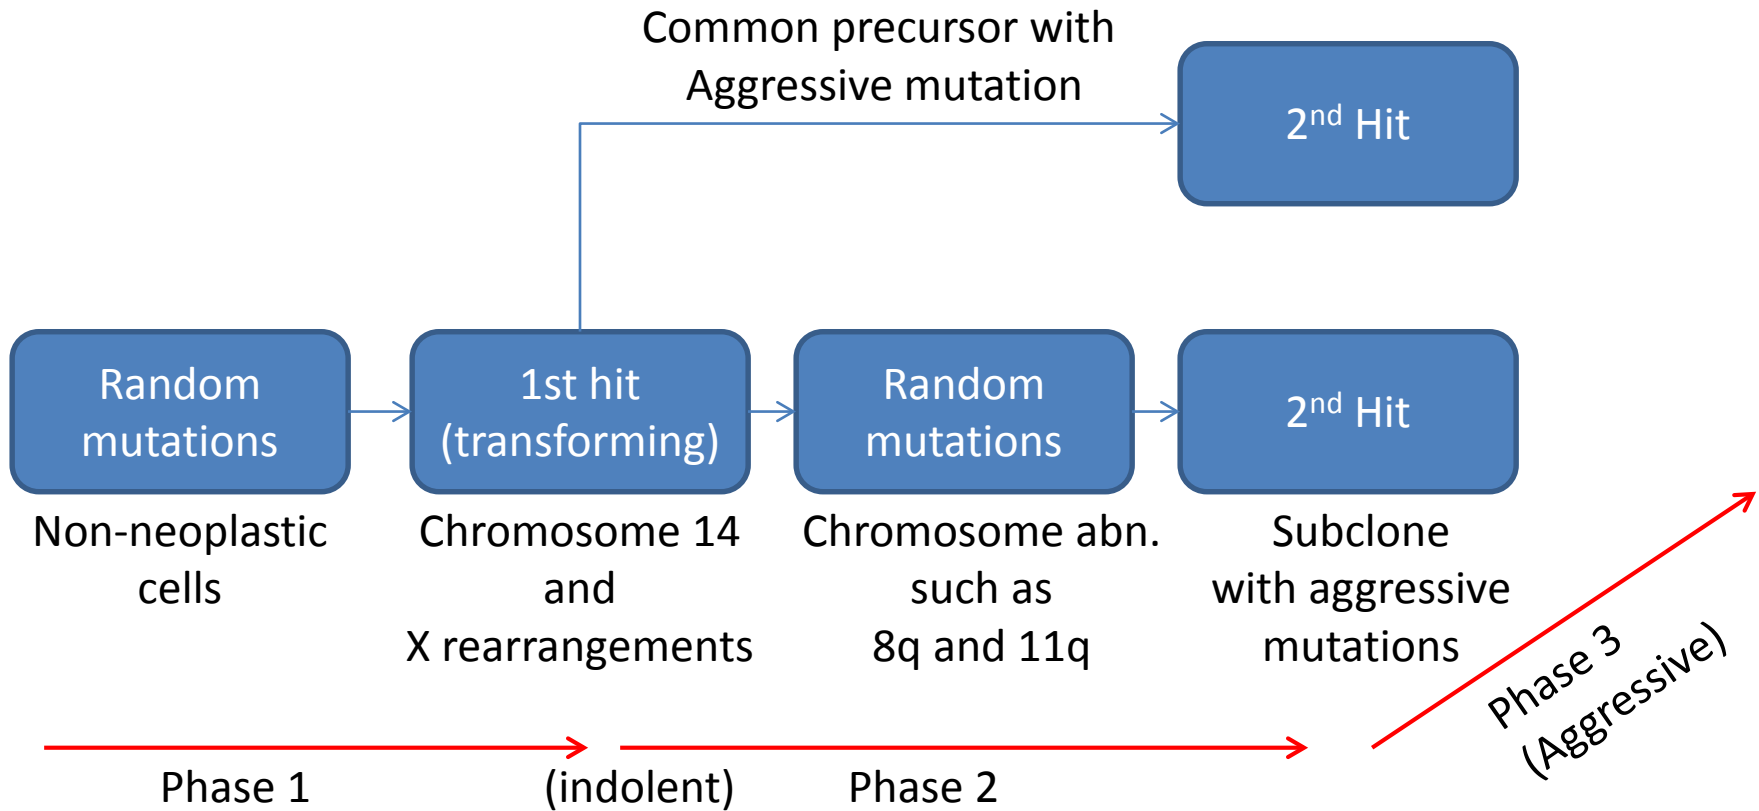 Common precursor with
Aggressive mutation
2nd Hit
Random
mutations
1st hit
(transforming)
Random
mutations
2nd Hit
Non-neoplastic
cells
Chromosome 14
and
X rearrangements
Chromosome abn.
such as
8q and 11q
Subclone
with aggressive
mutations
Phase 1
(indolent)
Phase 2
Phase 3
(Aggressive)